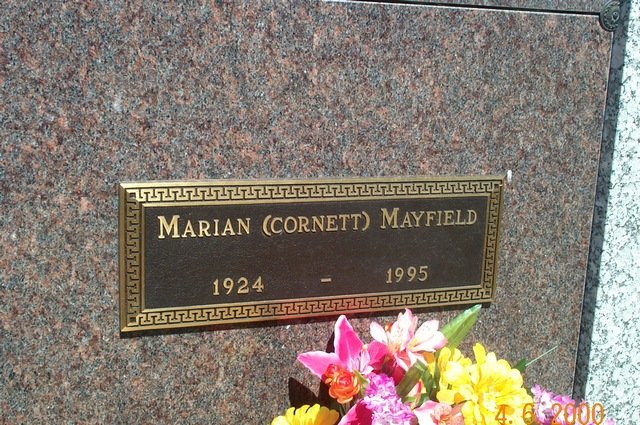 MARIAN (CORNETT) MAYFIELD
1924 – 1995
4 6 2000